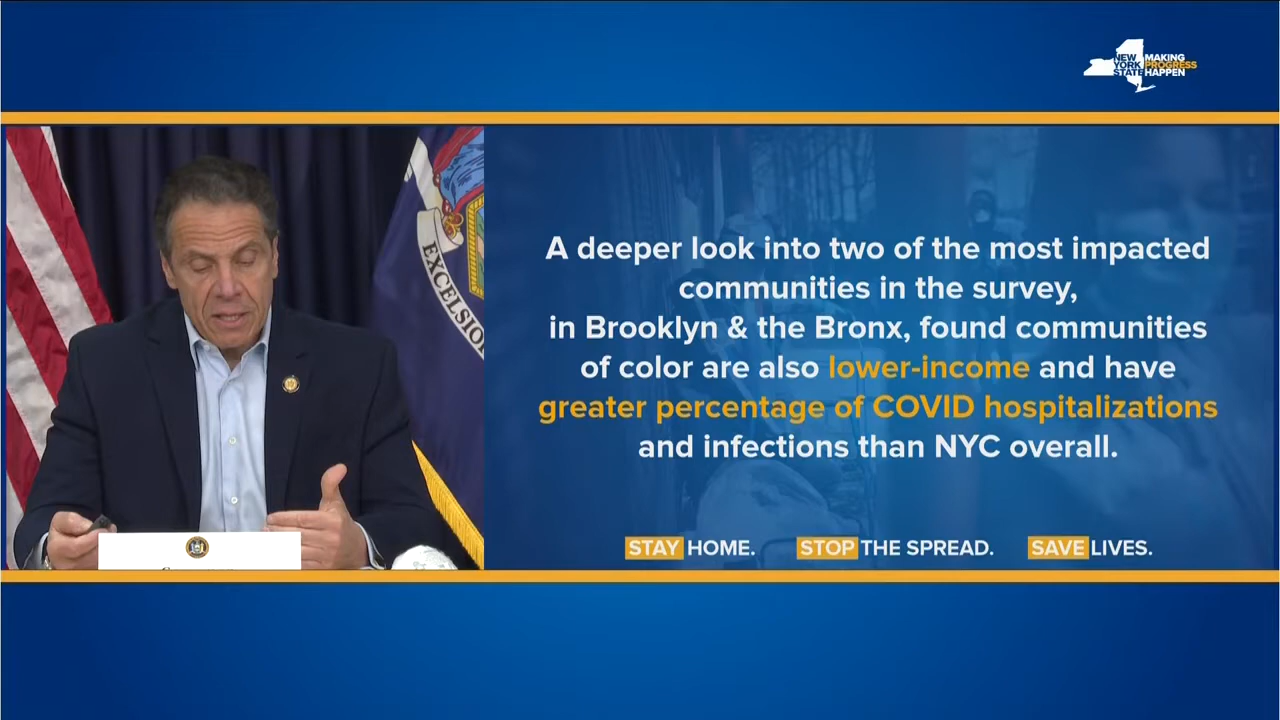 NEW
YORK
STATE
MAKING
PROGRESS
HAPPEN
EXCELSIO
A deeper look into two of the most impacted
communities in the survey,
in Brooklyn & the Bronx, found communities
of color are also lower-income and have
greater percentage of COVID hospitalizations
and infections than NYC overall.
STAY HOME. STOP THE SPREAD. SAVE LIVES.